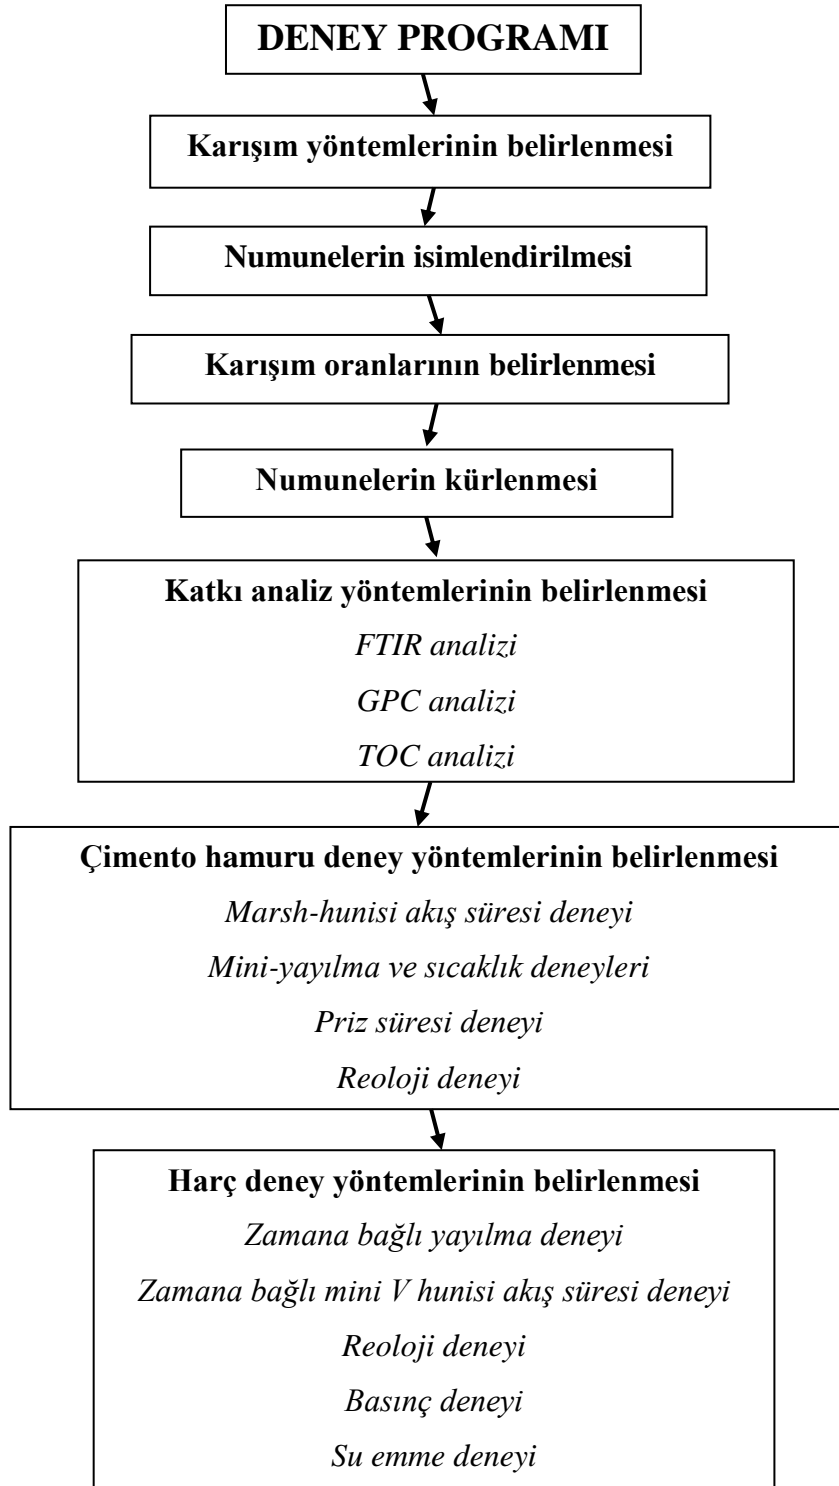 DENEY PROGRAMI
Karışım yöntemlerinin belirlenmesi
Numunelerin isimlendirilmesi
Karışım oranlarının belirlenmesi
Numunelerin kürlenmesi
Katkı analiz yöntemlerinin belirlenmesi
FTIR analizi
GPC analizi
TOC analizi
Çimento hamuru deney yöntemlerinin belirlenmesi
Marsh-hunisi akış süresi deneyi
Mini-yayılma ve sıcaklık deneyleri
Priz süresi deneyi
Reoloji deneyi
Harç deney yöntemlerinin belirlenmesi
Zamana bağlı yayılma deneyi
Zamana bağlı mini V hunisi akış süresi deneyi
Reoloji deneyi
Basınç deneyi
Su emme deneyi